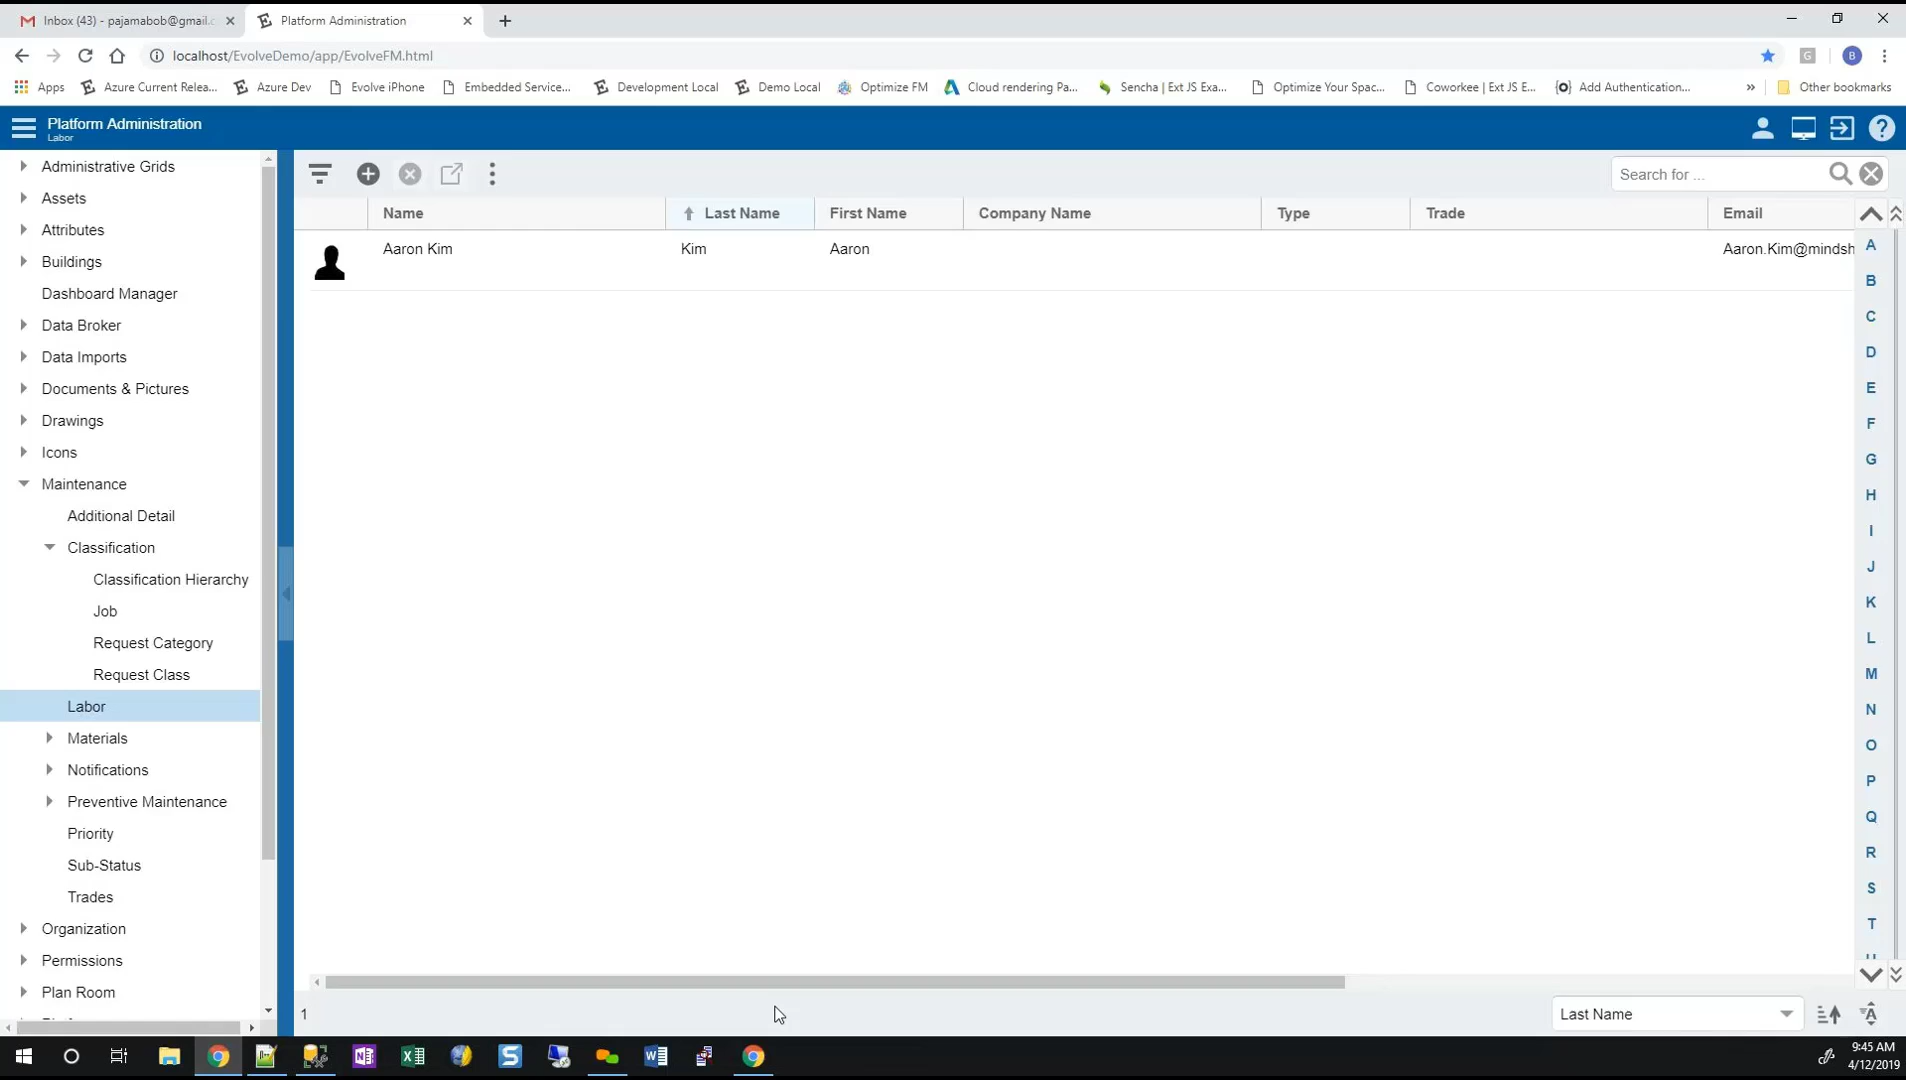 Inbox (43) - pajamabob@gmail.c
Platform Administration
localhost/EvolveDemo/app/EvolveFM.html
G
B
Apps
Azure Current Relea...
Azure Dev
Evolve iPhone
Embedded Service...
Development Local
Demo Local
Optimize FM
Cloud rendering Pa...
Sencha | Ext JS Exa...
Optimize Your Spac...
Coworkee | Ext JS E...
Add Authentication...
»
Other bookmarks
Platform Administration
Labor
Search for ...
Administrative Grids
Assets
Attributes
Buildings
Dashboard Manager
Data Broker
Data Imports
Documents & Pictures
Drawings
Icons
Maintenance
Additional Detail
Classification
Classification Hierarchy
Job
Request Category
Request Class
Labor
Materials
Notifications
Preventive Maintenance
Priority
Sub-Status
Trades
Organization
Permissions
Plan Room
Name
Last Name
First Name
Company Name
Type
Trade
Email
Aaron Kim
Kim
Aaron
Aaron.Kim@mindsh
A
B
C
D
E
F
G
H
I
J
K
L
M
N
O
P
Q
R
S
T
1
Last Name
9:45 AM
4/12/2019